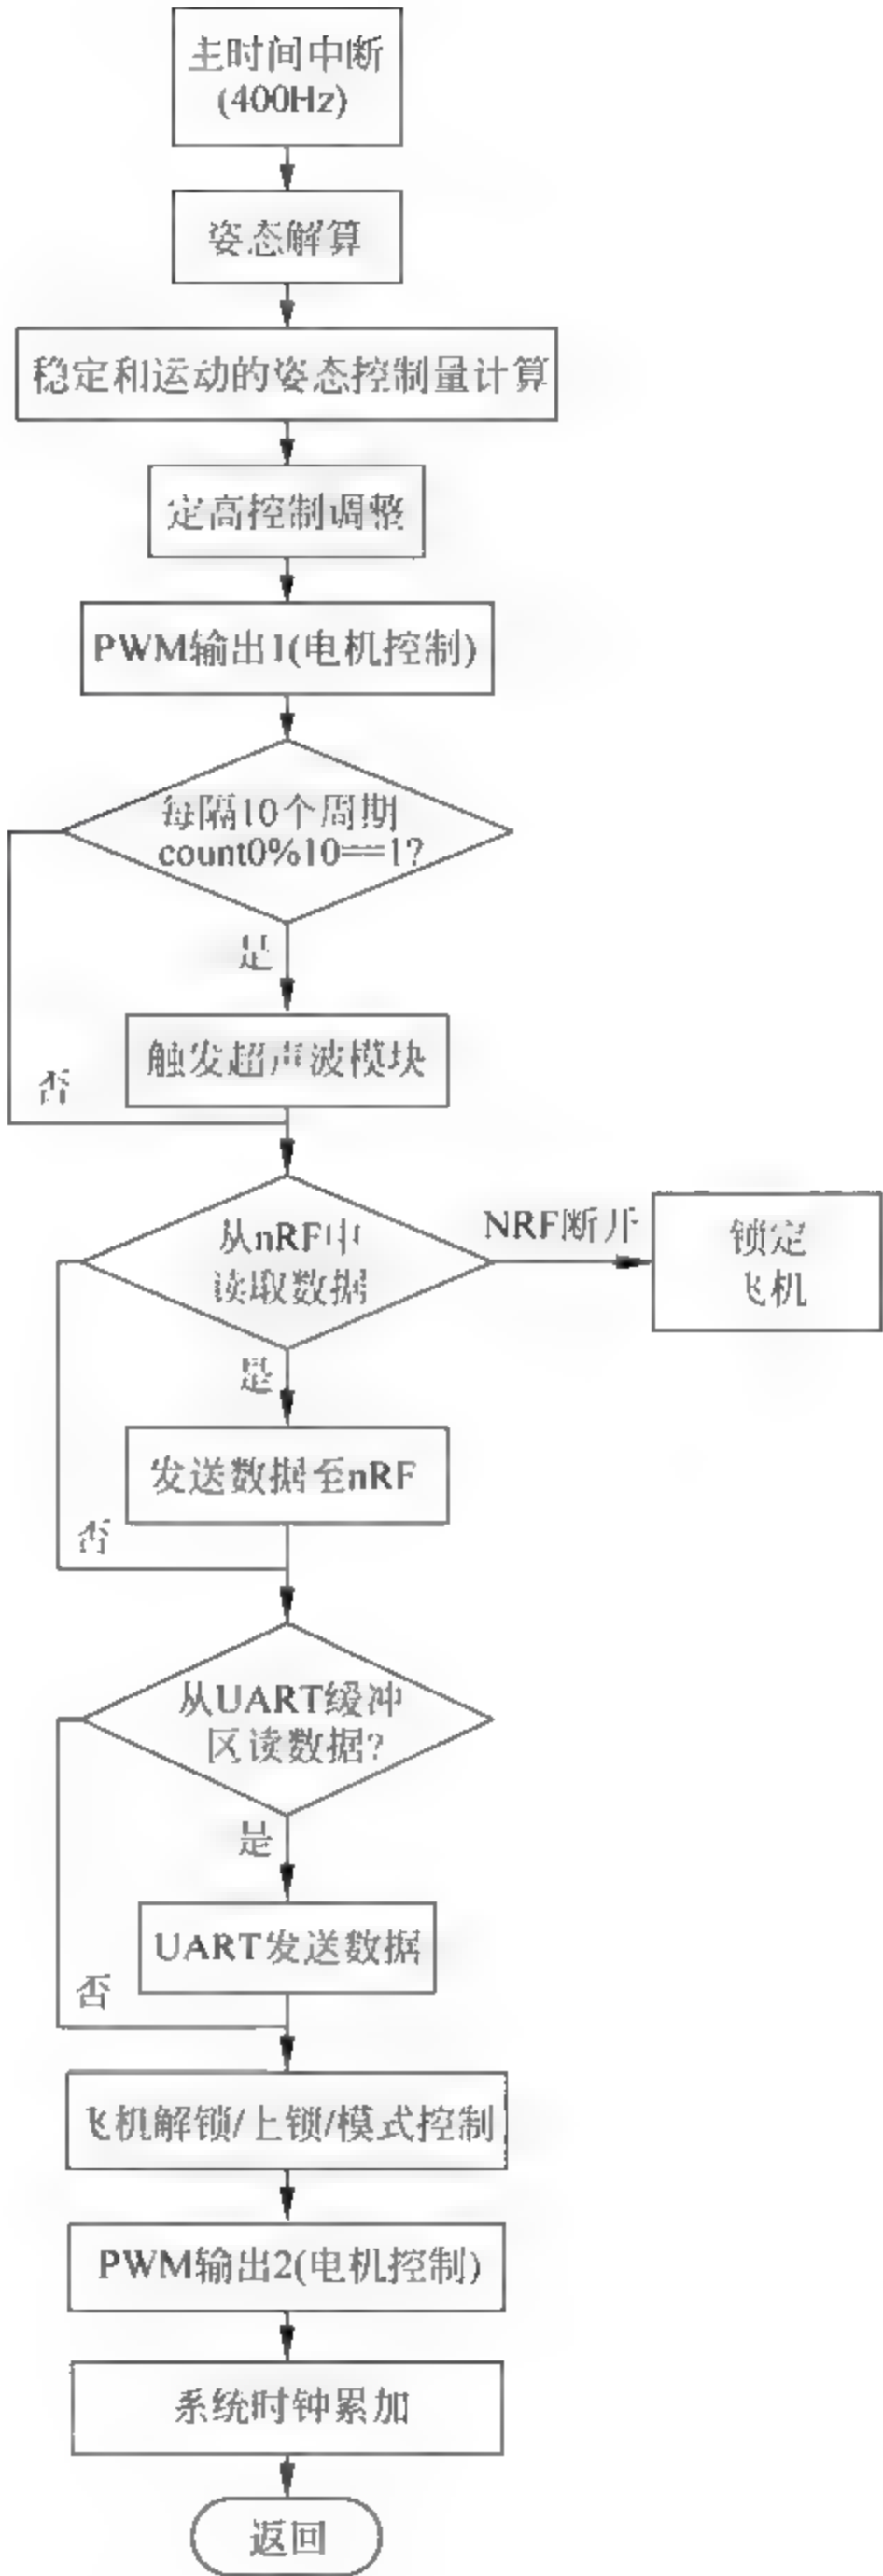 主时间中断
(400Hz)
姿态解算
稳定和运动的姿态控制量计算
定高控制调整
PWM输出1(电机控制)
每隔10个周期
count0%10==1?
是
触发超声波模块
否
从nRF中
读取数据
NRF断开
锁定
飞机
是
发送数据至nRF
否
从UART缓冲
区读数据?
是
UART发送数据
否
飞机解锁/上锁/模式控制
PWM输出2(电机控制)
系统时钟累加
返回